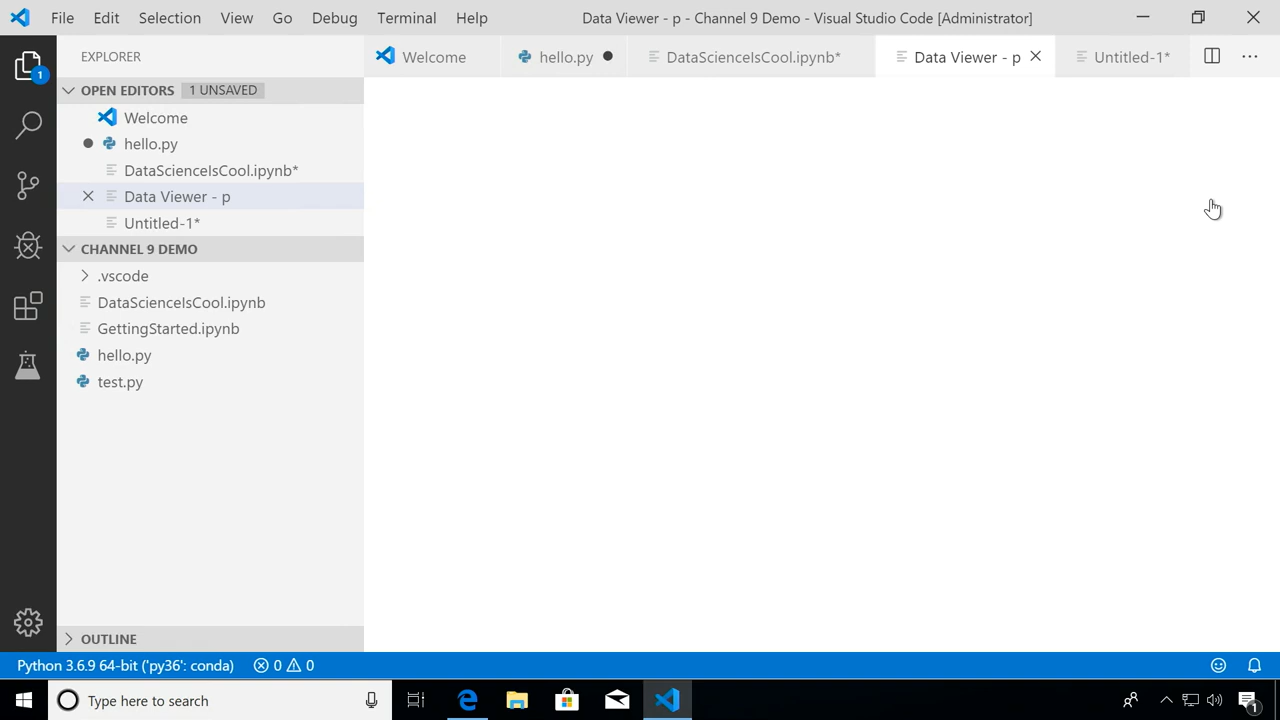 File Edit Selection View Go Debug Terminal Help Data Viewer - p - Channel 9 Demo - Visual Studio Code [Administrator]
EXPLORER
Welcome hello.py DataScienceIsCool.ipynb* Data Viewer - p Untitled-1*
1
OPEN EDITORS 1 UNSAVED
Welcome
hello.py
DataScienceIsCool.ipynb*
Data Viewer - p
Untitled-1*
CHANNEL 9 DEMO
.vscode
DataScienceIsCool.ipynb
GettingStarted.ipynb
hello.py
test.py
OUTLINE
Python 3.6.9 64-bit ('py36': conda) 0 0
Type here to search
1